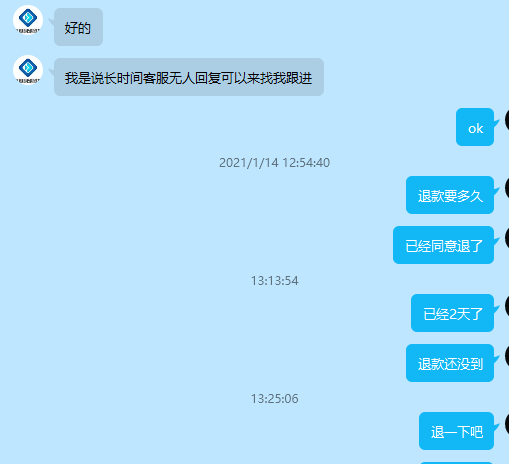 好的
我是说长时间客服无人回复可以来找我跟进
ok
2021/1/14 12:54:40
退款要多久
已经同意退了
13:13:54
已经2天了
退款还没到
13:25:06
退一下吧